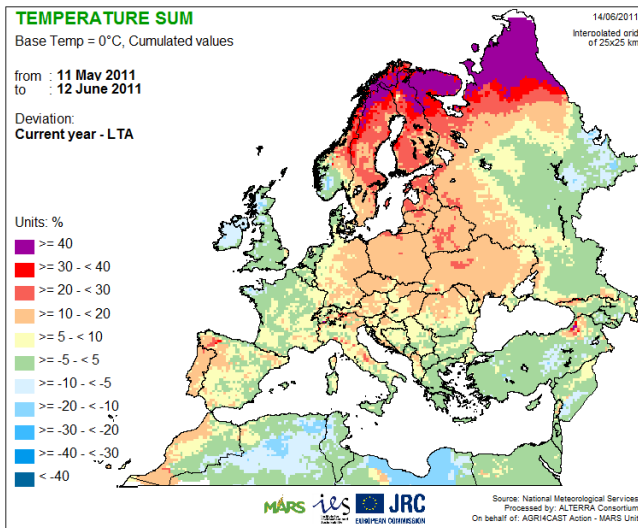 TEMPERATURE SUM
Base Temp = 0°C, Cumulated values
14/06/2011
Interpolated grid
of 25x25 km
from : 11 May 2011
to : 12 June 2011
Deviation:
Current year - LTA
Units: %
>= 40
>= 30 - < 40
>= 20 - < 30
>= 10 - < 20
>= 5 - < 10
>= -5 - < 5
>= -10 - < -5
>= -20 - < -10
>= -30 - < -20
>= -40 - < -30
< -40
MARS
ies
JRC
EUROPEAN COMMISSION
Source: National Meteorological Services
Processed by: ALTERRA Consortium
On behalf of: AGRI4CAST Action - MARS Unit